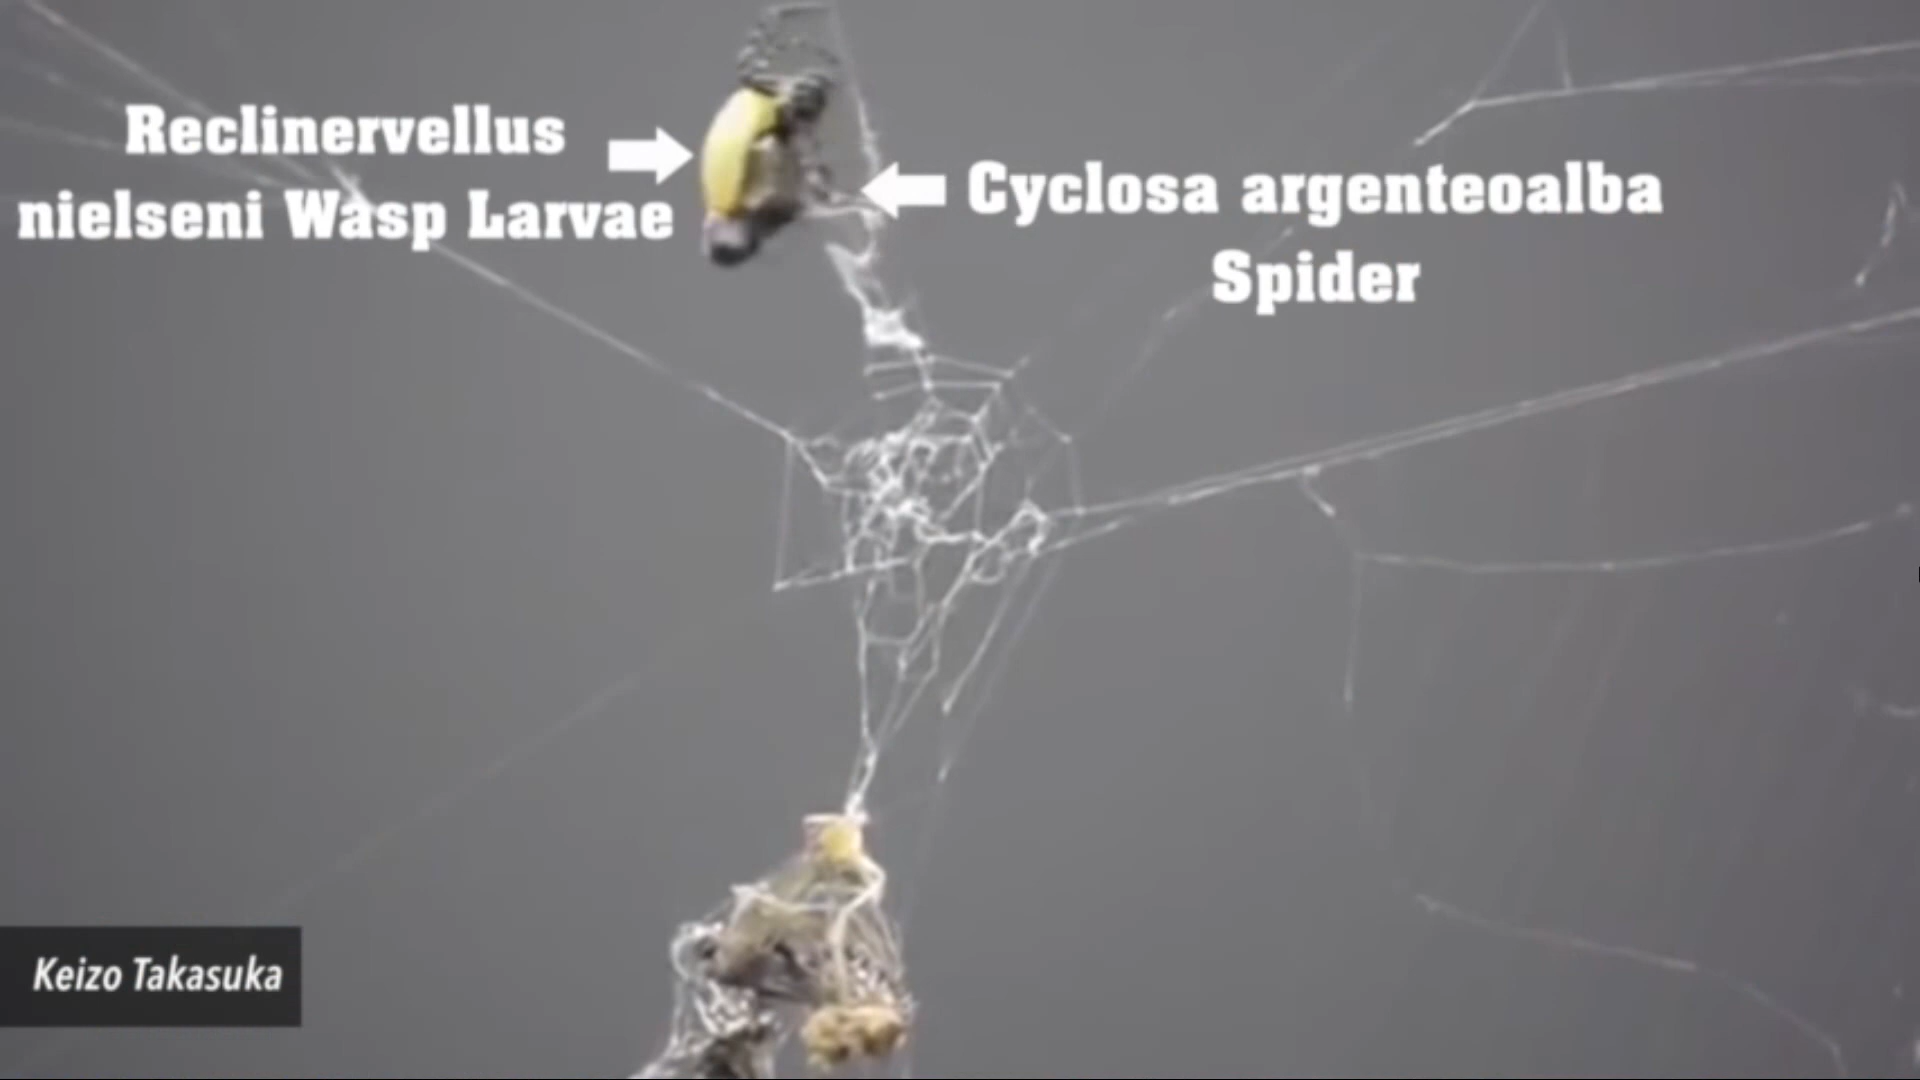 Reclinervellus
nielseni Wasp Larvae
Cyclosa argenteoalba
Spider
Keizo Takasuka